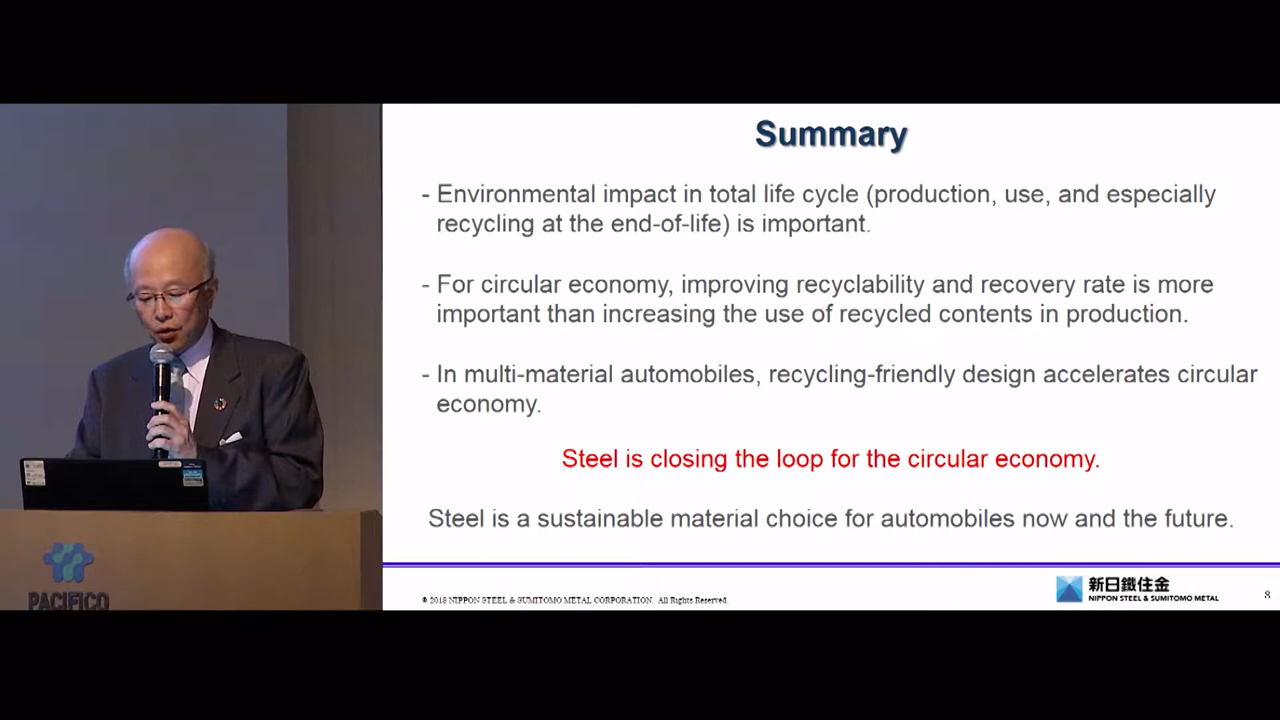 Summary
- Environmental impact in total life cycle (production, use, and especially
recycling at the end-of-life) is important.
- For circular economy, improving recyclability and recovery rate is more
important than increasing the use of recycled contents in production.
- In multi-material automobiles, recycling-friendly design accelerates circular
economy.
Steel is closing the loop for the circular economy.
Steel is a sustainable material choice for automobiles now and the future.
© 2018 NIPPON STEEL & SUMITOMO METAL CORPORATION. All Rights Reserved.
新日鐵住金
NIPPON STEEL & SUMITOMO METAL
8
PACIFICO